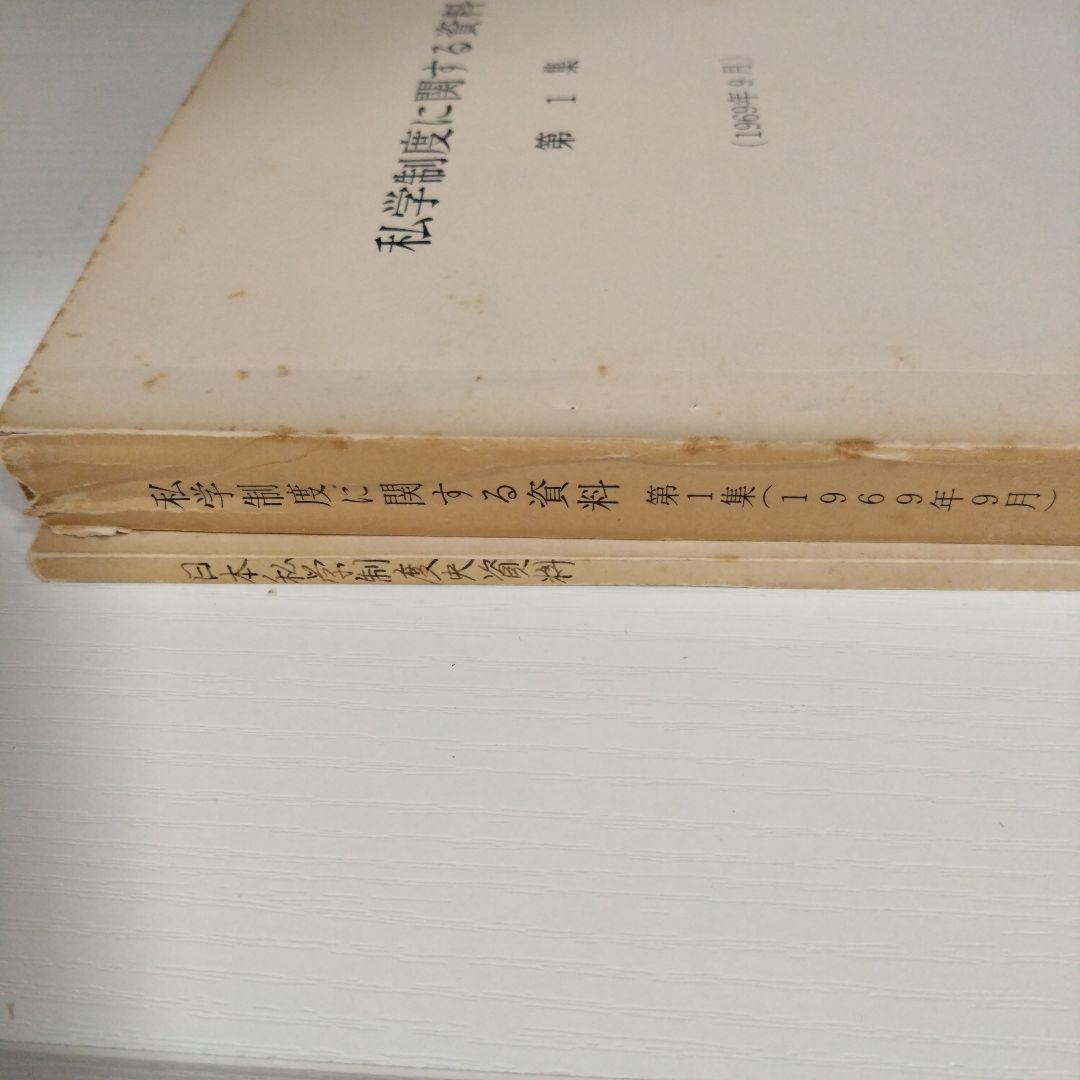 私学制度に関する資料
第1集
(1969年9月)
私学制度に関する資料 第1集(1969年9月)
日本私学制度史資料